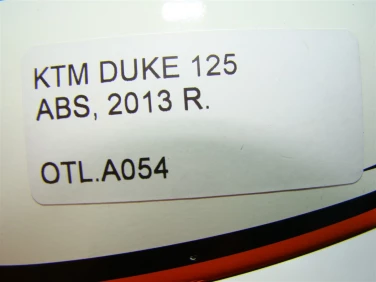 KTM DUKE 125
ABS, 2013 R.
OTL.A054